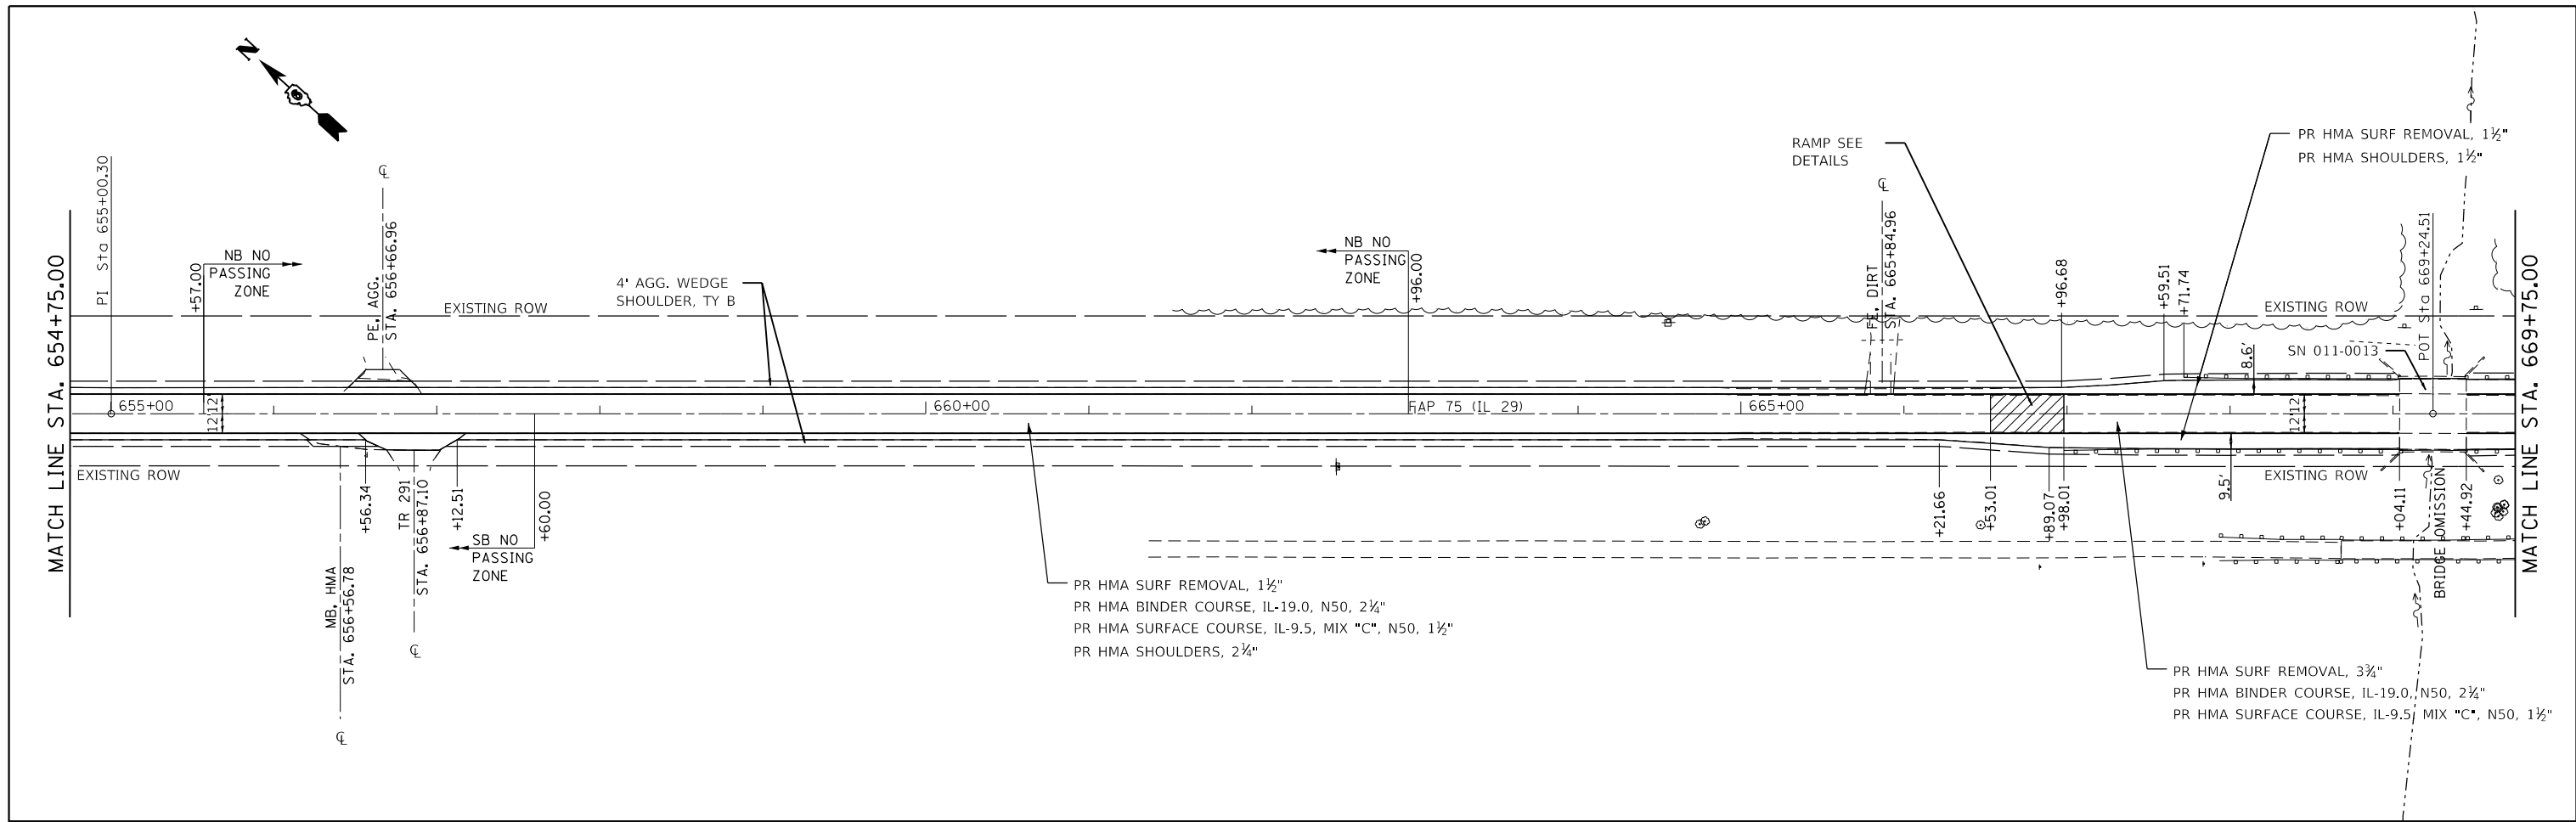 N
MATCH LINE STA. 654+75.00
PI Sta 655+00.30
+57.00
NB NO
PASSING
ZONE
℄
PE, AGG.
STA. 656+66.96
EXISTING ROW
4' AGG. WEDGE
SHOULDER, TY B
NB NO
PASSING
ZONE
+96.00
RAMP SEE
DETAILS
℄
FE. DIRT
STA. 665+84.96
+96.68
+59.51
+71.74
PR HMA SURF REMOVAL, 1½"
PR HMA SHOULDERS, 1½"
EXISTING ROW
SN 011-0013
8.6'
POT Sta 669+24.51
MATCH LINE STA. 669+75.00
655+00
12'
12'
660+00
FAP 75 (IL 29)
665+00
12'
12'
EXISTING ROW
MB, HMA
STA. 656+56.78
℄
+56.34
TR 291
STA. 656+87.10
℄
+12.51
SB NO
PASSING
ZONE
+60.00
PR HMA SURF REMOVAL, 1½"
PR HMA BINDER COURSE, IL-19.0, N50, 2¼"
PR HMA SURFACE COURSE, IL-9.5, MIX "C", N50, 1½"
PR HMA SHOULDERS, 2¼"
+21.66
+53.01
+89.07
+98.01
9.5'
EXISTING ROW
+04.11
BRIDGE OMISSION
+44.92
PR HMA SURF REMOVAL, 3¾"
PR HMA BINDER COURSE, IL-19.0, N50, 2¼"
PR HMA SURFACE COURSE, IL-9.5, MIX "C", N50, 1½"